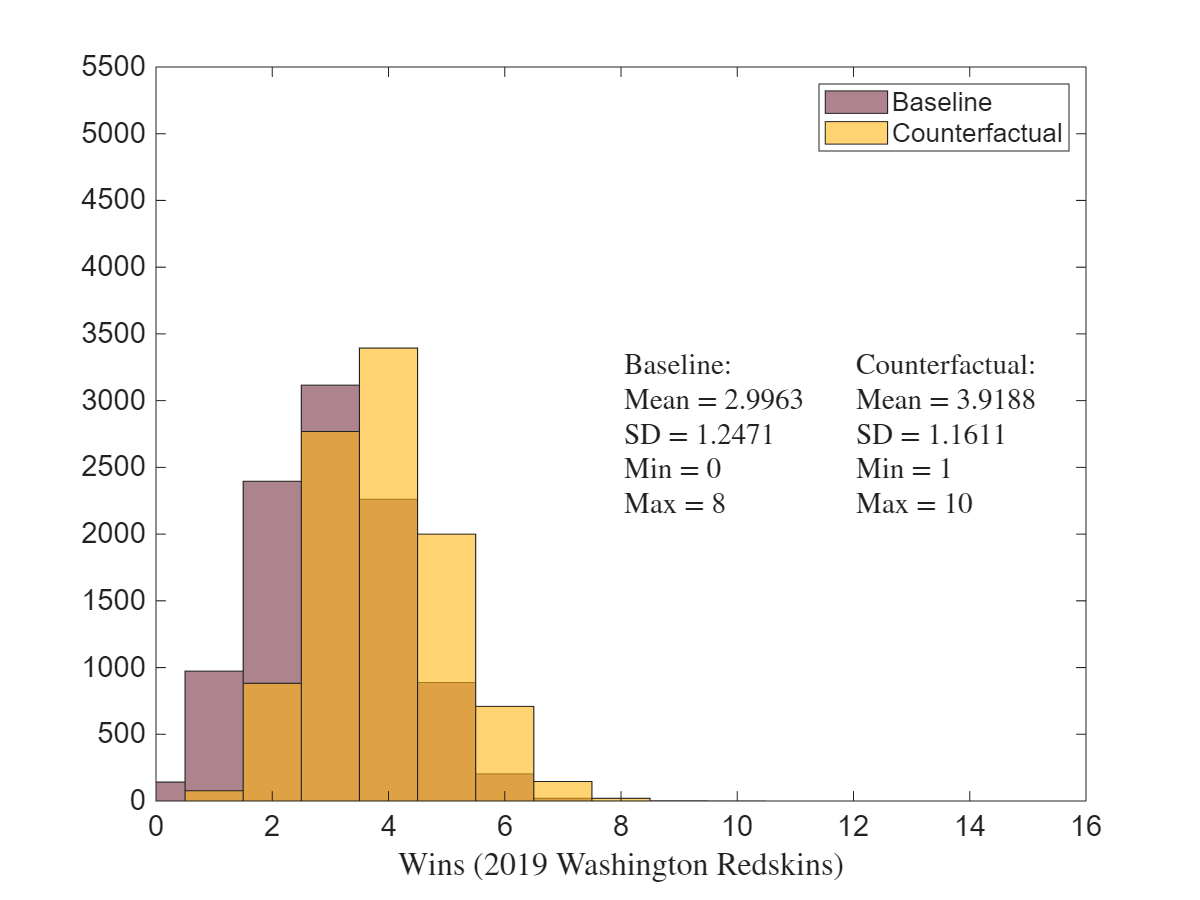 5500
5000
4500
4000
3500
3000
2500
2000
1500
1000
500
0
Baseline
Counterfactual
Baseline:
Mean = 2.9963
SD = 1.2471
Min = 0
Max = 8
Counterfactual:
Mean = 3.9188
SD = 1.1611
Min = 1
Max = 10
0 2 4 6 8 10 12 14 16
Wins (2019 Washington Redskins)